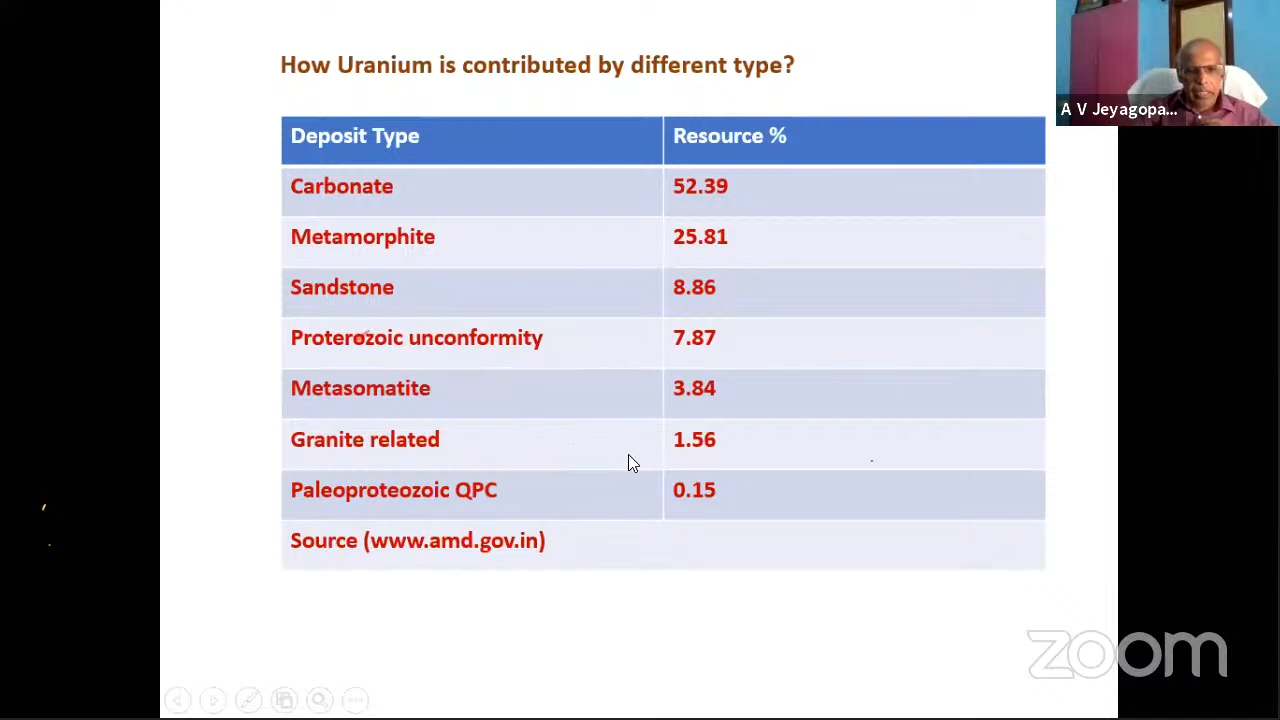 How Uranium is contributed by different type?
A V Jeyagopa...
Deposit Type Resource %
Carbonate 52.39
Metamorphite 25.81
Sandstone 8.86
Proterozoic unconformity 7.87
Metasomatite 3.84
Granite related 1.56
Paleoproteozoic QPC 0.15
Source (www.amd.gov.in)
zoom